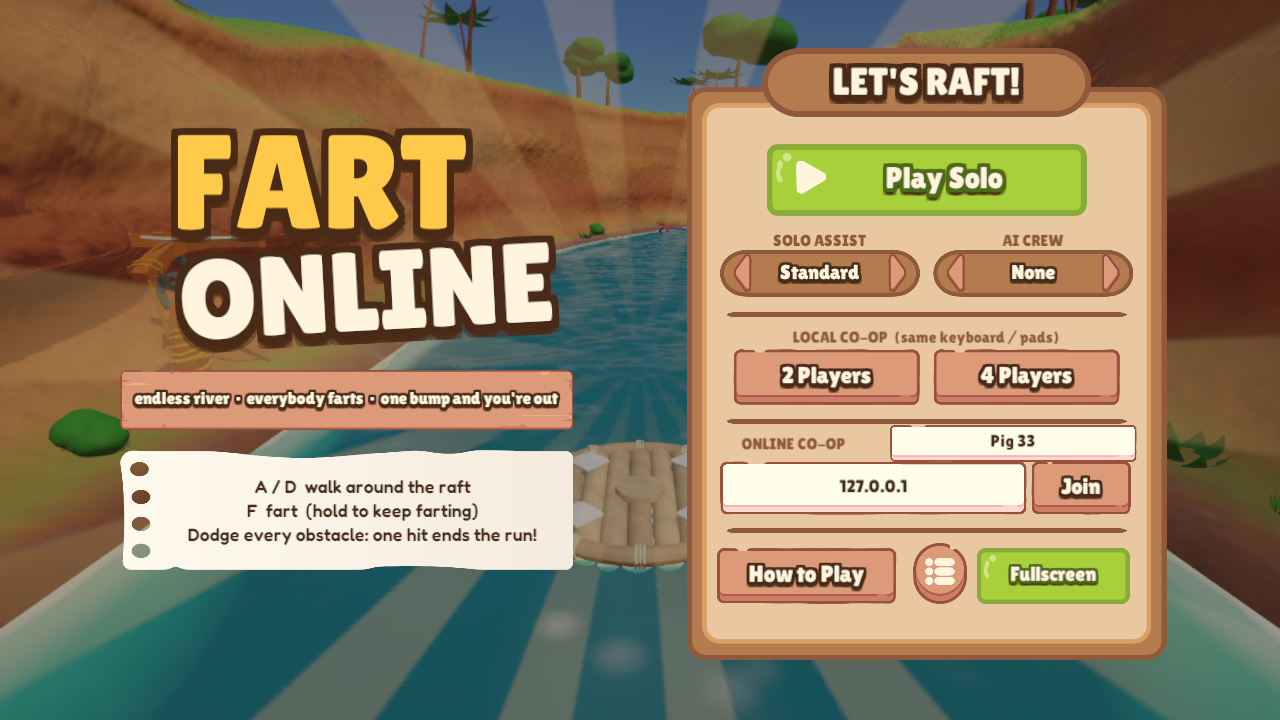 FART
ONLINE
endless river • everybody farts • one bump and you're out
A / D walk around the raft
F fart (hold to keep farting)
Dodge every obstacle: one hit ends the run!
LET'S RAFT!
Play Solo
SOLO ASSIST
AI CREW
Standard
None
LOCAL CO-OP (same keyboard / pads)
2 Players
4 Players
ONLINE CO-OP
Pig 33
127.0.0.1
Join
How to Play
Fullscreen